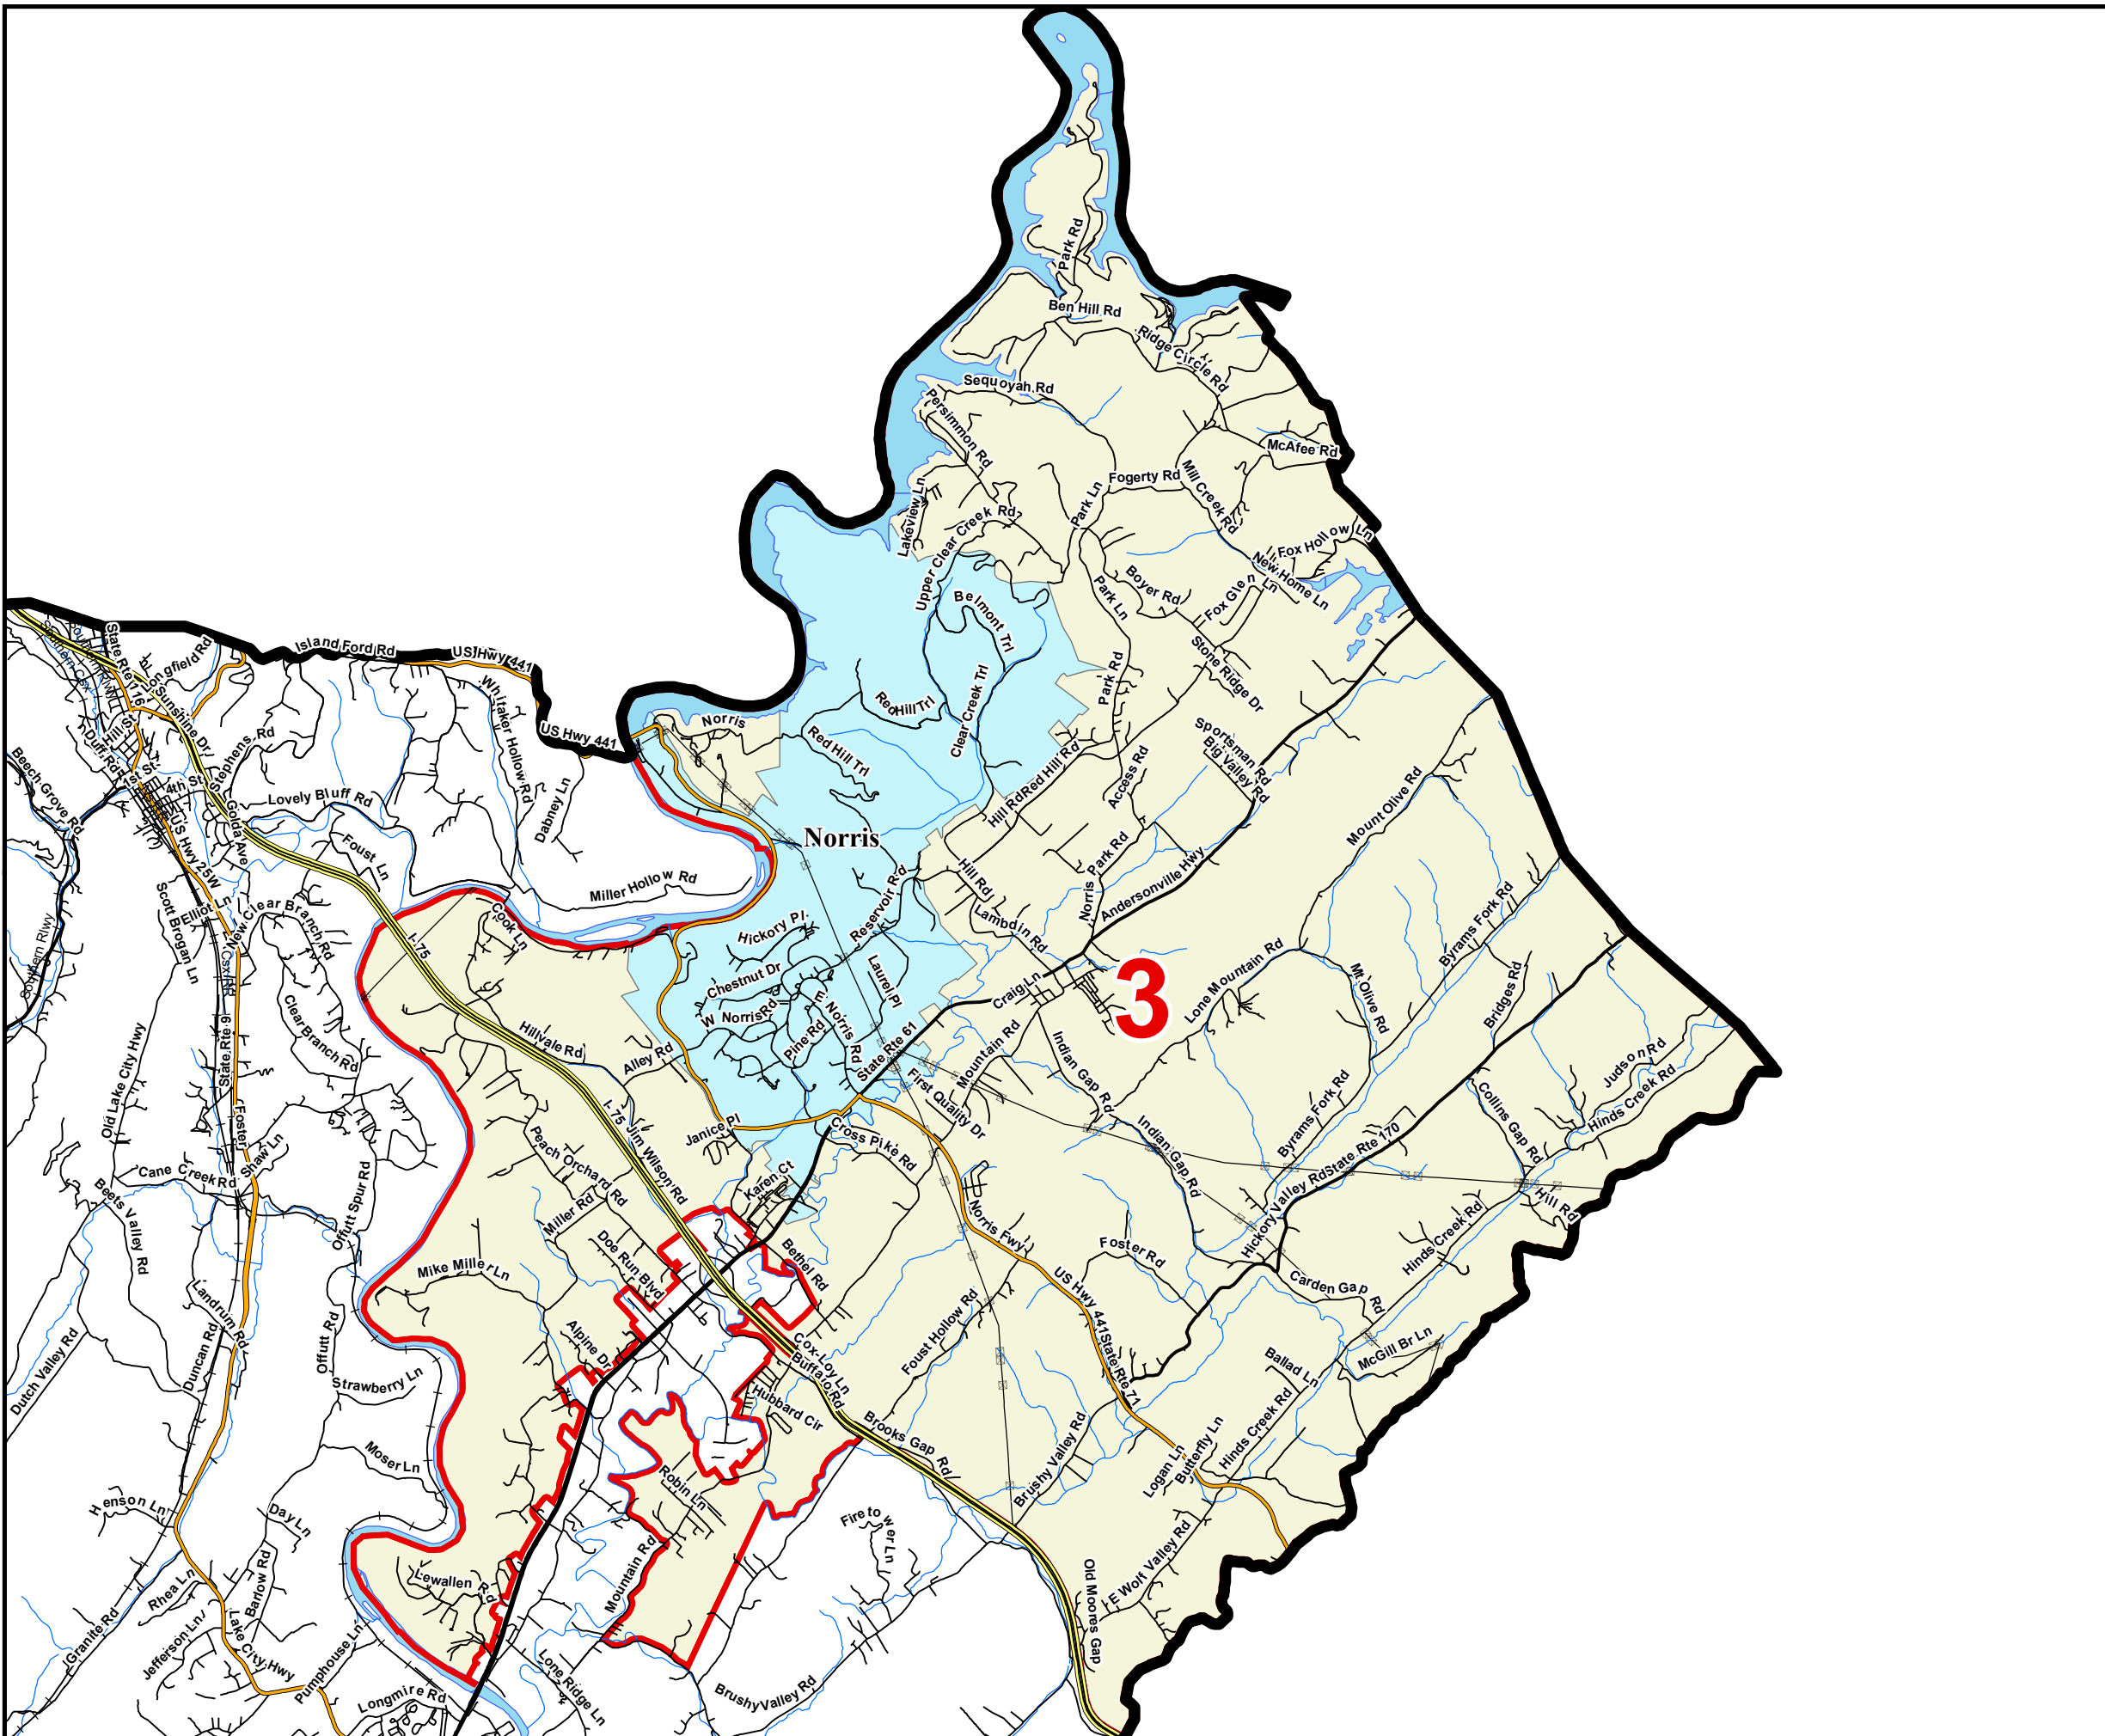 Park Rd
Ben Hill Rd
Ridge Circle Rd
Sequoyah Rd
Persimmon Rd
McAfee Rd
Fogerty Rd
Mill Creek Rd
Park Ln
Lakeview Ln
Upper Clear Creek Rd
Fox Hollow Ln
New Home Ln
Boyer Rd
Fox Glen Ln
Park Ln
Belmont Trl
Stone Ridge Dr
Park Rd
Island Ford Rd
US Hwy 441
State Rte 116
Longfield Rd
Sunshine Dr
Whitaker Hollow Rd
US Hwy 441
Norris
Red Hill Trl
Clear Creek Trl
Red Hill Trl
Sportsman Rd
Big Valley Rd
Hill St
Duff Rd
Stephens Rd
1st St
4th St
Beech Grove Rd
Lovely Bluff Rd
Golda Ave
US Hwy 25W
Foust Ln
Dabney Ln
Hill Rd
Red Hill Rd
Access Rd
Mount Olive Rd
Norris
Miller Hollow Rd
Hill Rd
Norris Park Rd
Andersonville Hwy
Reservoir Rd
Lambdin Rd
Byrams Fork Rd
Scott Brogan Ln
Elliot Ln
New Clear Branch Rd
Cook Ln
I-75
Hickory Pl
Chestnut Dr
Laurel Pl
W Norris Rd
E Norris Rd
Pine Rd
Craig Ln
3
Lone Mountain Rd
Mt Olive Rd
Bridges Rd
Southern Rlwy
Csx Rd
Clear Branch Rd
State Rte 9
Old Lake City Hwy
Hillvale Rd
Alley Rd
State Rte 61
Mountain Rd
First Quality Dr
Indian Gap Rd
Judson Rd
Hinds Creek Rd
Collins Gap Rd
Byrams Fork Rd
Foster
Shaw Ln
Cane Creek Rd
Beets Valley Rd
Offutt Spur Rd
I-75
Jim Wilson Rd
Janice Pl
Cross Pike Rd
Peach Orchard Rd
Karen Ct
Indian Gap Rd
Hickory Valley Rd
State Rte 170
Hill Rd
Miller Rd
Doe Run Blvd
Mike Miller Ln
Bethel Rd
Norris Fwy
Foster Rd
Hinds Creek Rd
Carden Gap Rd
Landrum Rd
Duncan Rd
Dutch Valley Rd
Offutt Rd
Strawberry Ln
Alpine Dr
Cox-Loy Ln
Buffalo Rd
Foust Hollow Rd
US Hwy 441
State Rte 71
McGill Br Ln
Ballad Ln
Hubbard Cir
Brooks Gap Rd
Brushy Valley Rd
Logan Ln
Butterfly Ln
Hinds Creek Rd
Moser Ln
Henson Ln
Day Ln
Robin Ln
Firetower Ln
Mountain Rd
E Wolf Valley Rd
Old Moores Gap
Lewallen Rd
Rhea Ln
Barlow Rd
Granite Rd
Jefferson Ln
Lake City Hwy
Pumphouse Ln
Longmire Rd
Lone Ridge Ln
Brushy Valley Rd